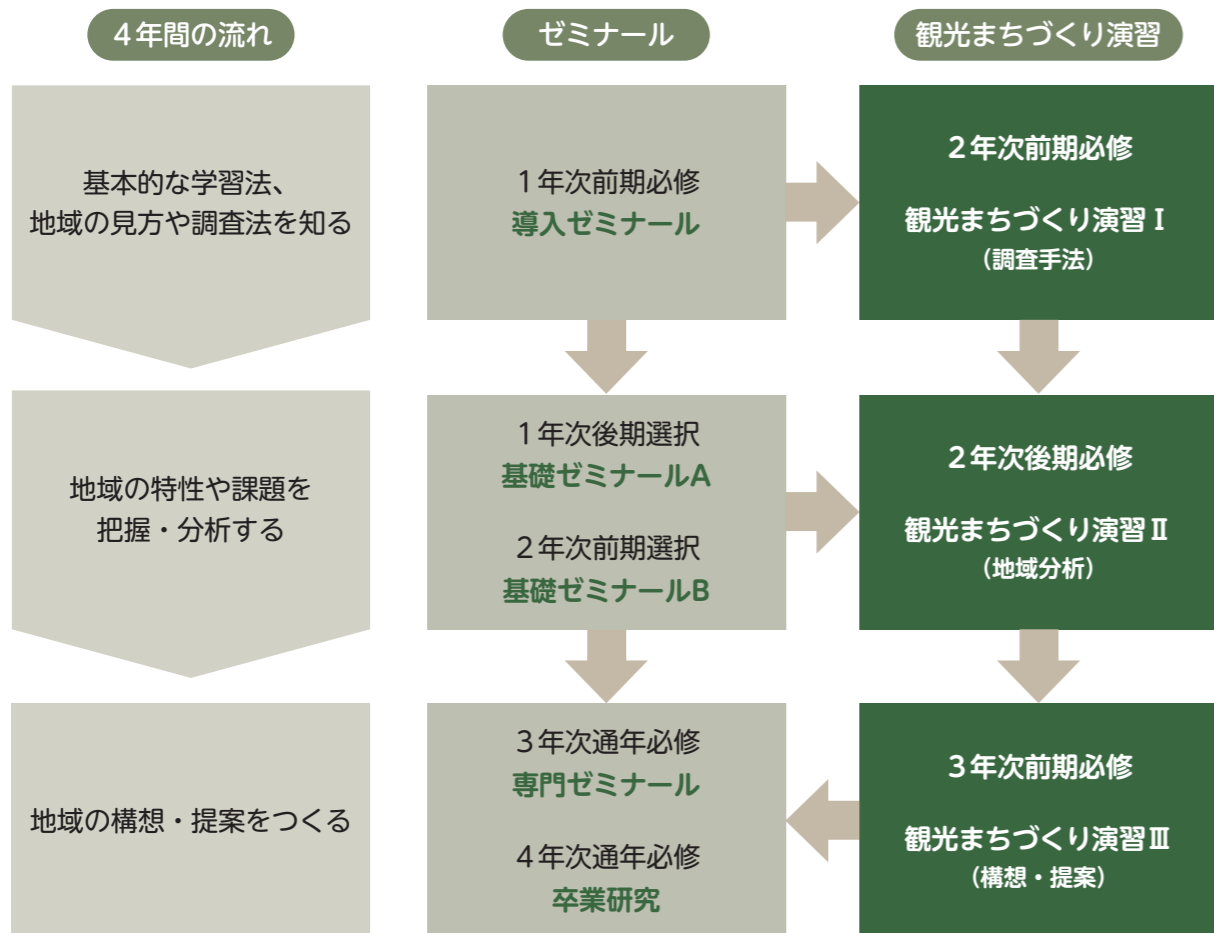 4年間の流れ
ゼミナール
観光まちづくり演習
基本的な学習法、
地域の見方や調査法を知る
1年次前期必修
導入ゼミナール
2年次前期必修
観光まちづくり演習Ⅰ
（調査手法）
地域の特性や課題を
把握・分析する
1年次後期選択
基礎ゼミナールA
2年次前期選択
基礎ゼミナールB
2年次後期必修
観光まちづくり演習Ⅱ
（地域分析）
地域の構想・提案をつくる
3年次通年必修
専門ゼミナール
4年次通年必修
卒業研究
3年次前期必修
観光まちづくり演習Ⅲ
（構想・提案）